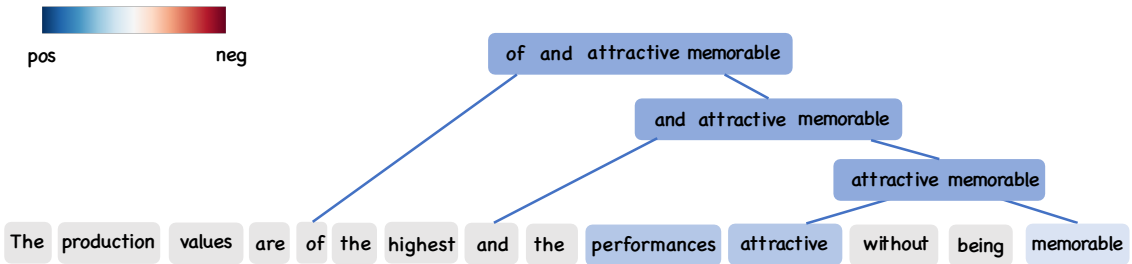 pos neg
of and attractive memorable
and attractive memorable
attractive memorable
The production values are of the highest and the performances attractive without being memorable